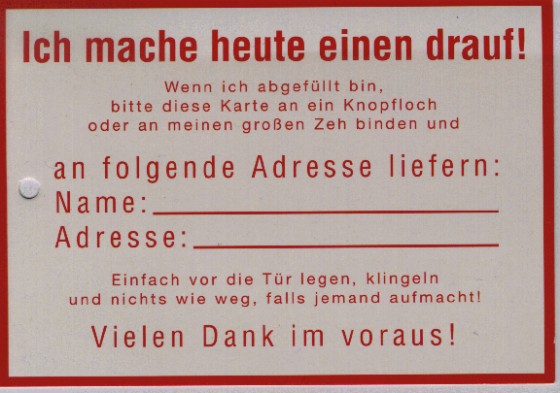 Ich mache heute einen drauf!
Wenn ich abgefüllt bin,
bitte diese Karte an ein Knopfloch
oder an meinen großen Zeh binden und
an folgende Adresse liefern:
Name:
Adresse:
Einfach vor die Tür legen, klingeln
und nichts wie weg, falls jemand aufmacht!
Vielen Dank im voraus!